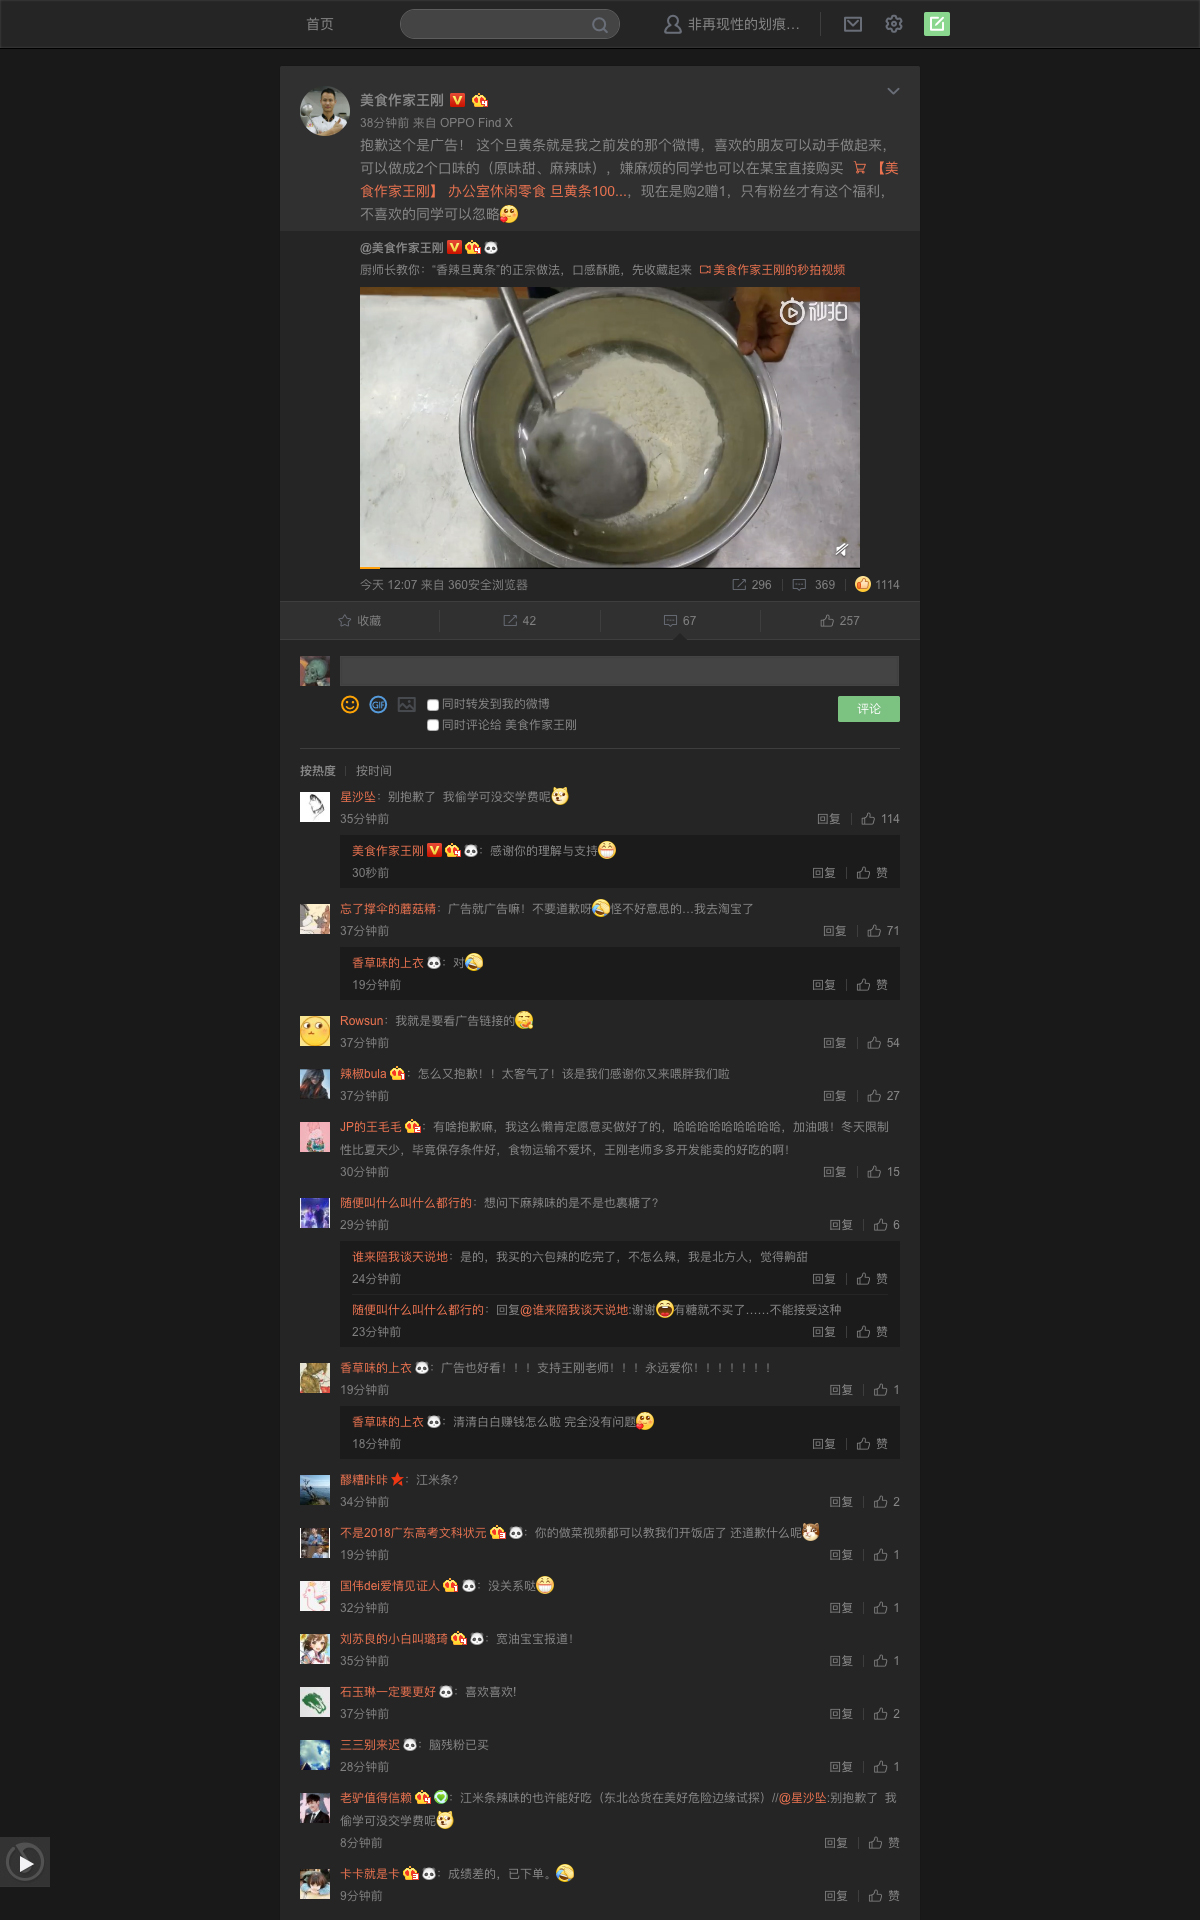 首页
非再现性的划痕...
美食作家王刚
38分钟前 来自 OPPO Find X
抱歉这个是广告！ 这个旦黄条就是我之前发的那个微博，喜欢的朋友可以动手做起来，
可以做成2个口味的（原味甜、麻辣味），嫌麻烦的同学也可以在某宝直接购买 【美
食作家王刚】 办公室休闲零食 旦黄条100...，现在是购2赠1，只有粉丝才有这个福利，
不喜欢的同学可以忽略
@美食作家王刚
厨师长教你：“香辣旦黄条”的正宗做法，口感酥脆，先收藏起来 美食作家王刚的秒拍视频
秒拍
今天 12:07 来自 360安全浏览器 296 369 1114
收藏 42 67 257
GIF 同时转发到我的微博 评论
同时评论给 美食作家王刚
按热度 按时间
星沙坠：别抱歉了 我偷学可没交学费呢
35分钟前 回复 114
美食作家王刚：感谢你的理解与支持
30秒前 回复 赞
忘了撑伞的蘑菇精：广告就广告嘛！不要道歉呀怪不好意思的...我去淘宝了
37分钟前 回复 71
香草味的上衣：对
19分钟前 回复 赞
Rowsun：我就是要看广告链接的
37分钟前 回复 54
辣椒bula：怎么又抱歉！！太客气了！该是我们感谢你又来喂胖我们啦
37分钟前 回复 27
JP的王毛毛：有啥抱歉嘛，我这么懒肯定愿意买做好了的，哈哈哈哈哈哈哈哈哈，加油哦！冬天限制
性比夏天少，毕竟保存条件好，食物运输不爱坏，王刚老师多多开发能卖的好吃的啊！
30分钟前 回复 15
随便叫什么叫什么都行的：想问下麻辣味的是不是也裹糖了？
29分钟前 回复 6
谁来陪我谈天说地：是的，我买的六包辣的吃完了，不怎么辣，我是北方人，觉得齁甜
24分钟前 回复 赞
随便叫什么叫什么都行的：回复@谁来陪我谈天说地:谢谢有糖就不买了......不能接受这种
23分钟前 回复 赞
香草味的上衣：广告也好看！！！支持王刚老师！！！永远爱你！！！！！！！
19分钟前 回复 1
香草味的上衣：清清白白赚钱怎么啦 完全没有问题
18分钟前 回复 赞
醪糟咔咔：江米条？
34分钟前 回复 2
不是2018广东高考文科状元：你的做菜视频都可以教我们开饭店了 还道歉什么呢
19分钟前 回复 1
国伟dei爱情见证人：没关系哒
32分钟前 回复 1
刘苏良的小白叫璐琦：宽油宝宝报道！
35分钟前 回复 1
石玉琳一定要更好：喜欢喜欢!
37分钟前 回复 2
三三别来迟：脑残粉已买
28分钟前 回复 1
老驴值得信赖：江米条辣味的也许能好吃（东北怂货在美好危险边缘试探）//@星沙坠:别抱歉了 我
偷学可没交学费呢
8分钟前 回复 赞
卡卡就是卡：成绩差的，已下单。
9分钟前 回复 赞